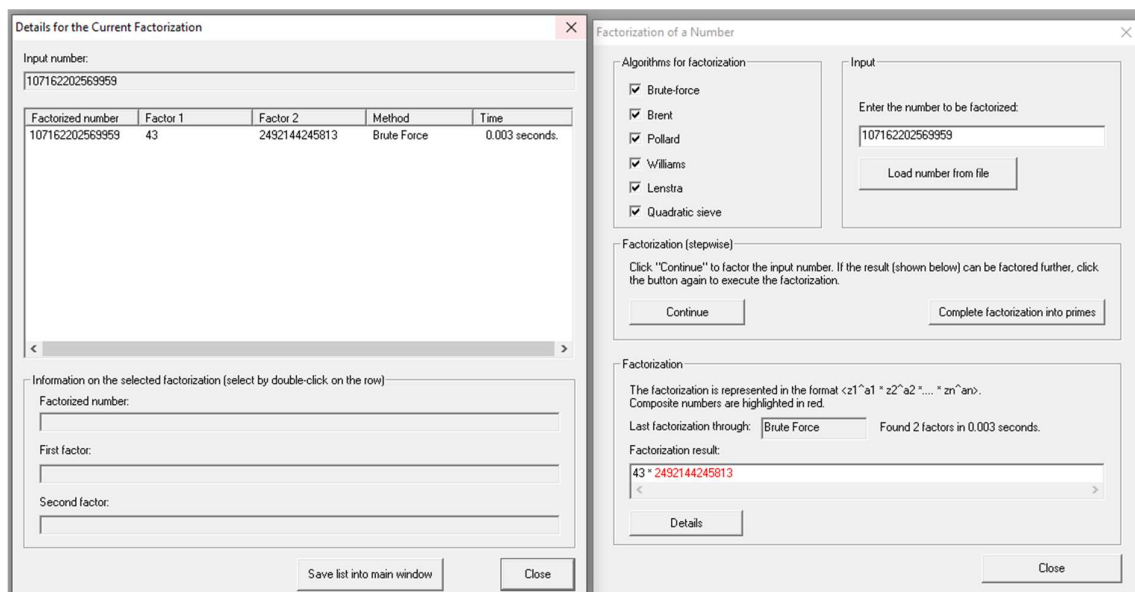 Details for the Current Factorization
Input number:
107162202569959
Factorized number Factor 1 Factor 2 Method Time
107162202569959 43 2492144245813 Brute Force 0.003 seconds.
Information on the selected factorization (select by double-click on the row)
Factorized number:
First factor:
Second factor:
Save list into main window Close
Factorization of a Number
Algorithms for factorization
Brute-force
Brent
Pollard
Williams
Lenstra
Quadratic sieve
Input
Enter the number to be factorized:
107162202569959
Load number from file
Factorization (stepwise)
Click "Continue" to factor the input number. If the result (shown below) can be factored further, click
the button again to execute the factorization.
Continue Complete factorization into primes
Factorization
The factorization is represented in the format <z1^a1 * z2^a2 *.... * zn^an>.
Composite numbers are highlighted in red.
Last factorization through: Brute Force Found 2 factors in 0.003 seconds.
Factorization result:
43 * 2492144245813
Details
Close